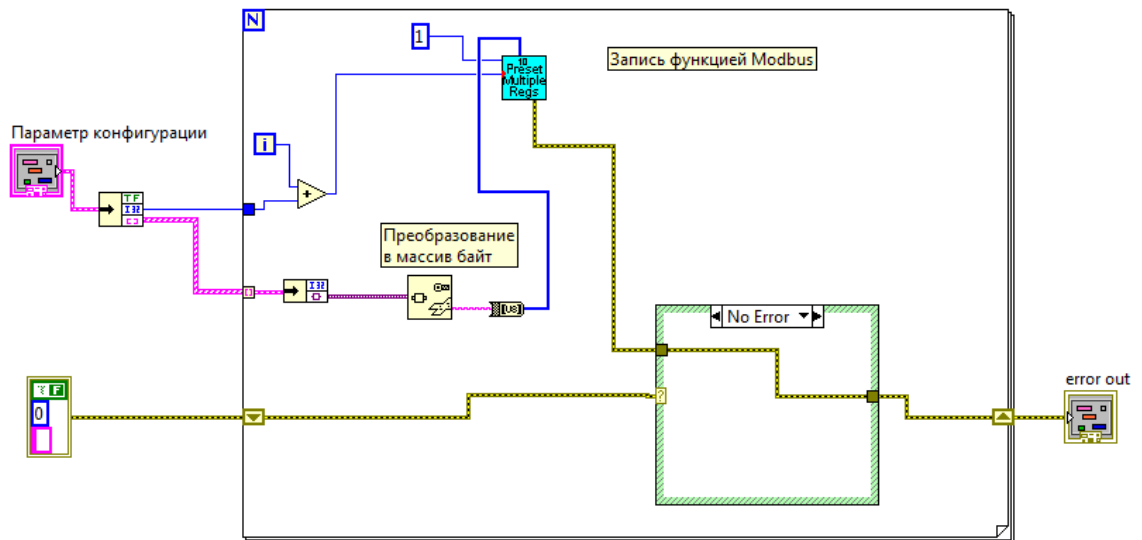 N
1
10
Preset
Multiple
Regs
Запись функцией Modbus
Параметр конфигурации
i
+
TF
I32
[ ]
Преобразование
в массив байт
I32
[U8]
No Error
?
F
0
error out